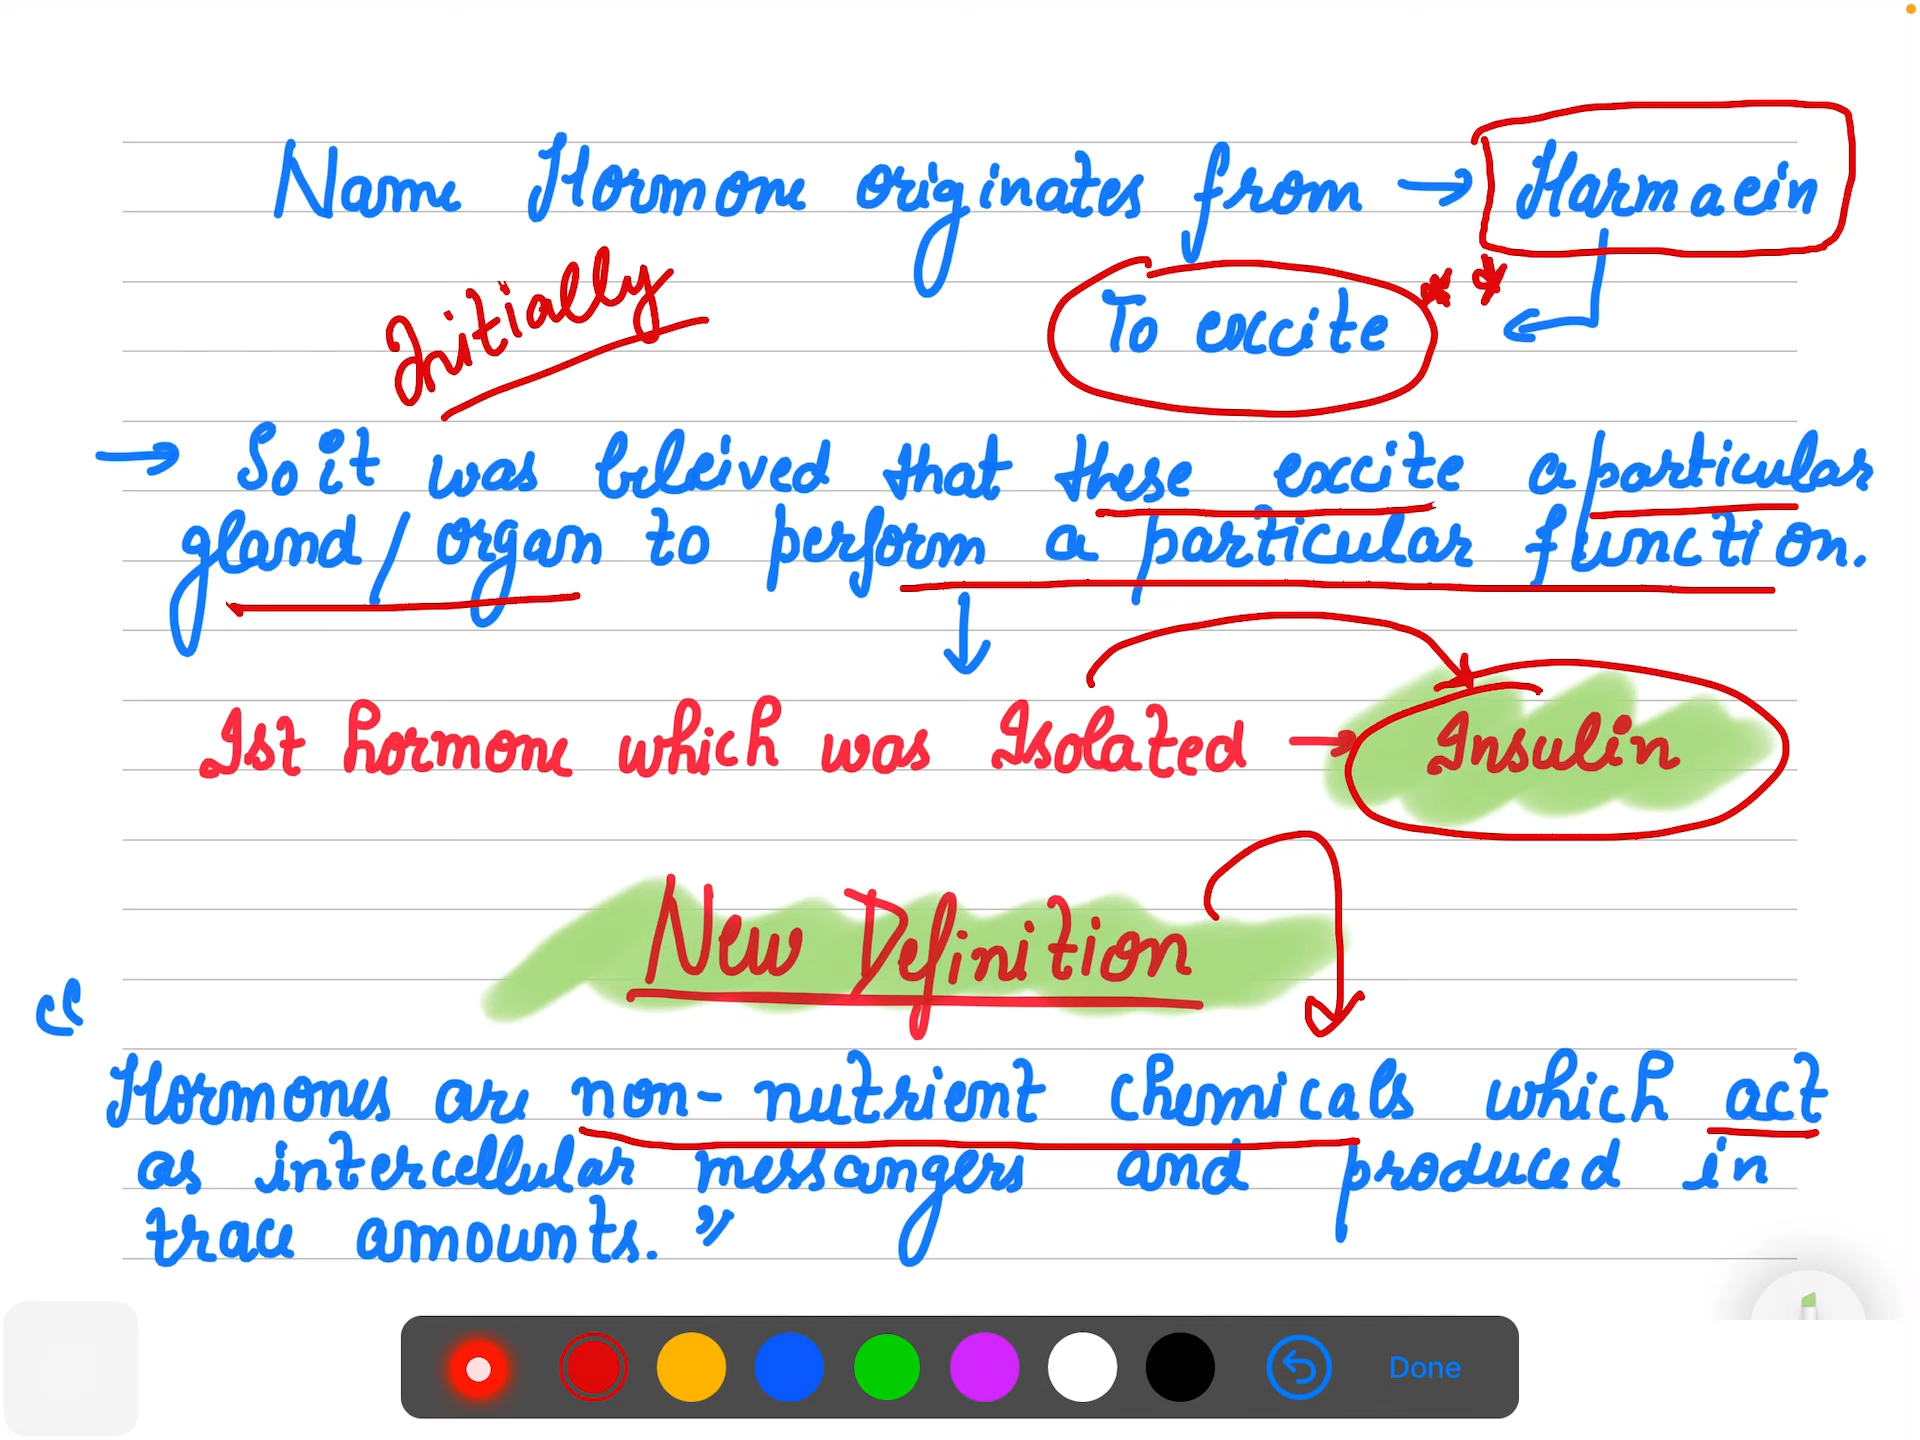 Name Hormone originates from → Harmaein
Initially
To excite **
→ So it was beleived that these excite a particular
gland/organ to perform a particular function.
↓
Ist hormone which was Isolated → Insulin
New Definition
"Hormones are non-nutrient chemicals which act
as intercellular messangers and produced in
trace amounts."
Done